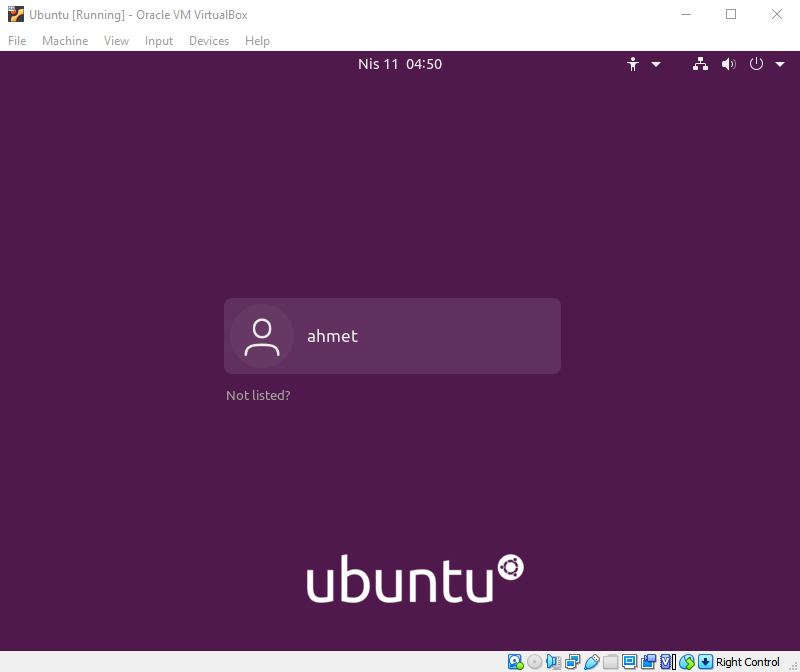 Ubuntu [Running] - Oracle VM VirtualBox
File Machine View Input Devices Help
Nis 11 04:50
ahmet
Not listed?
ubuntu
Right Control